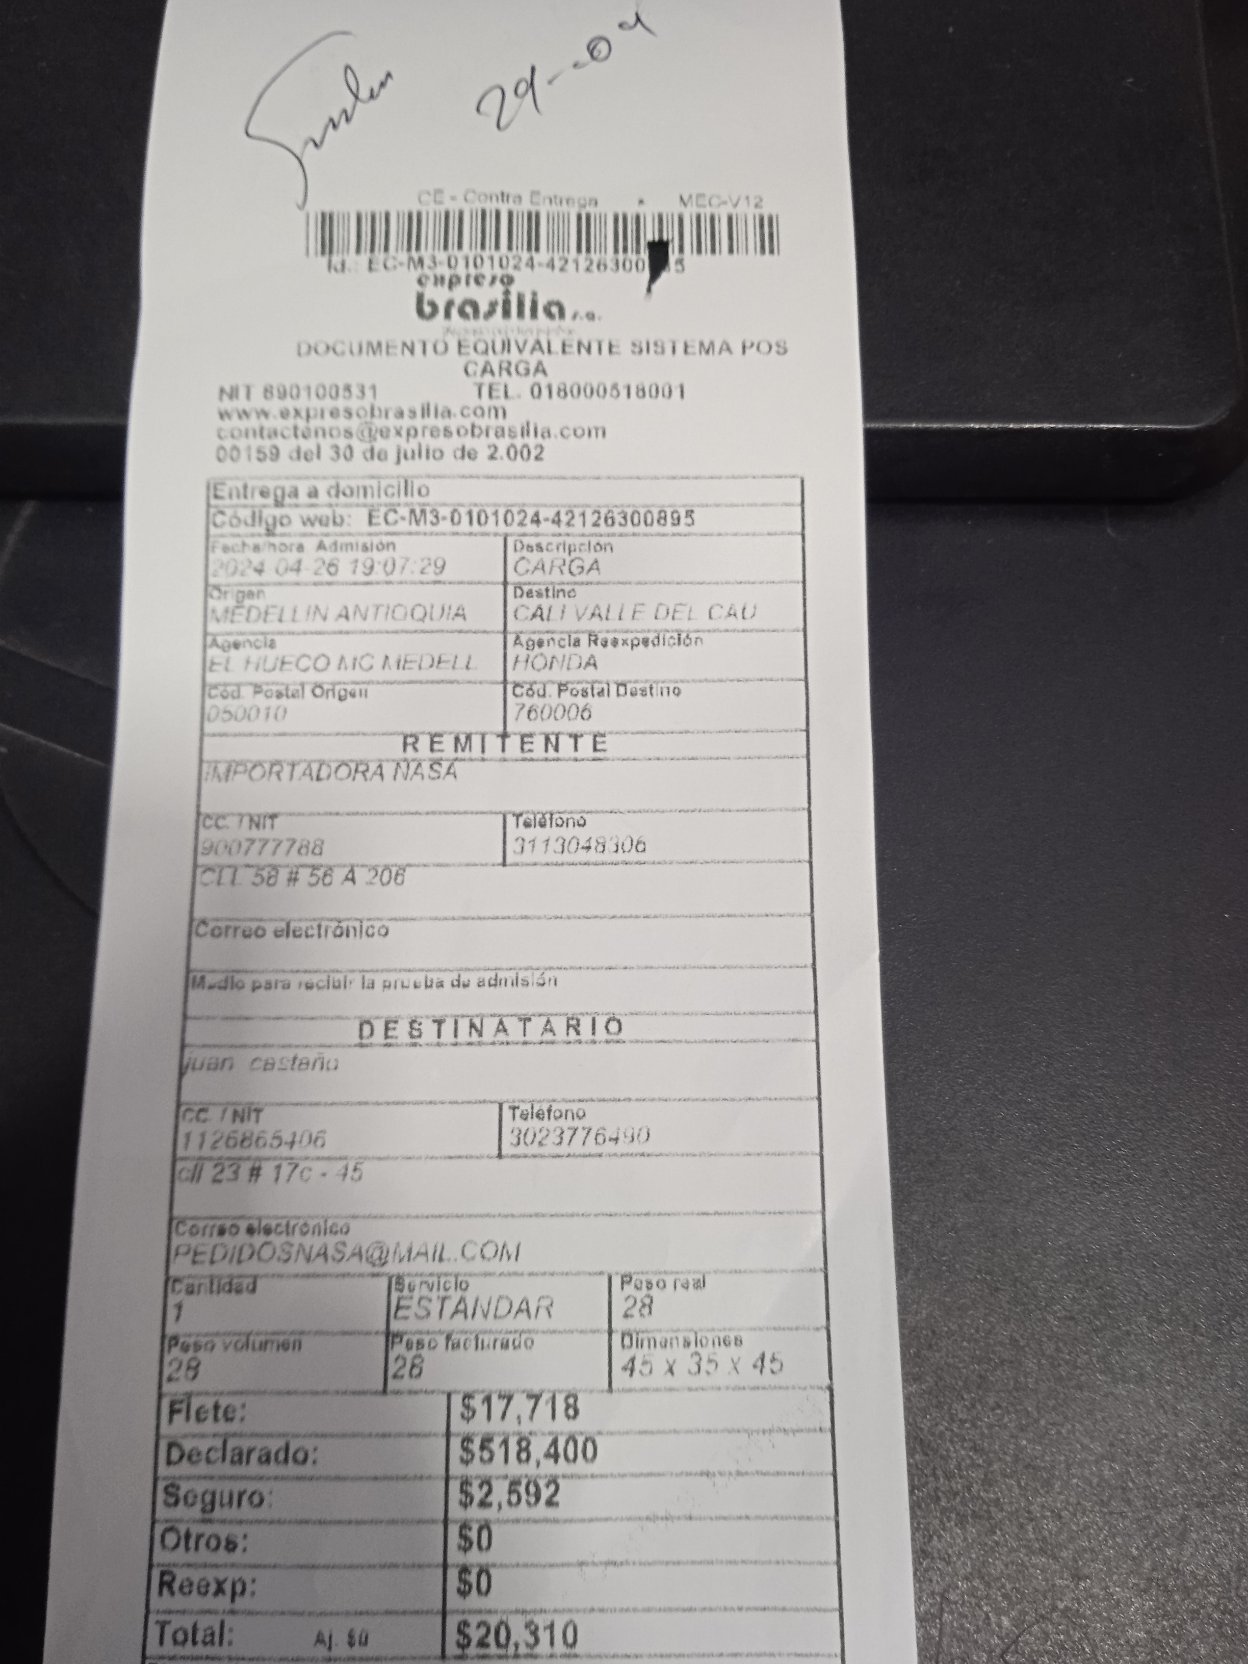 29-04
CE - Contra Entrega * MEC-V12
Id.: EC-M3-0101024-42126300 5
expreso
brasilia s.a.
DOCUMENTO EQUIVALENTE SISTEMA POS
CARGA
NIT 890100531 TEL. 018000518001
www.expresobrasilia.com
contactenos@expresobrasilia.com
00159 del 30 de julio de 2.002
Entrega a domicilio
Código web: EC-M3-0101024-42126300895
Fecha/hora Admisión Descripción
2024 04-26 19:07:29 CARGA
Origen Destino
MEDELLIN ANTIOQUIA CALI VALLE DEL CAU
Agencia Agencia Reexpedición
EL HUECO MC MEDELL HONDA
Cód. Postal Origen Cód. Postal Destino
050010 760006
REMITENTE
IMPORTADORA NASA
CC. / NIT Teléfono
900777788 3113048306
CLL 58 # 56 A 206
Correo electrónico
Medio para recibir la prueba de admisión
DESTINATARIO
juan castaño
CC. / NIT Teléfono
1126865406 3023776490
cll 23 # 17c - 45
Correo electrónico
PEDIDOSNASA@MAIL.COM
Cantidad Servicio Peso real
1 ESTANDAR 28
Peso volumen Peso facturado Dimensiones
28 28 45 x 35 x 45
Flete: $17,718
Declarado: $518,400
Seguro: $2,592
Otros: $0
Reexp: $0
Total: Aj. $0 $20,310